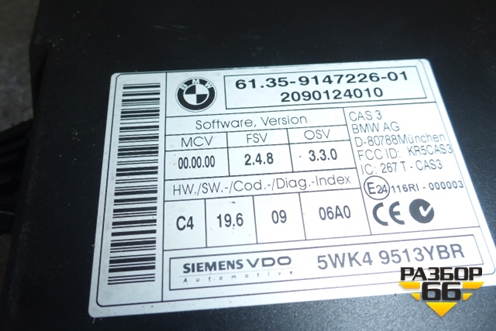 BMW
61.35-9147226-01
2090124010
Software, Version
MCV FSV OSV
00.00.00 2.4.8 3.3.0
HW./SW.-/Cod.-/Diag.-Index
C4 19.6 09 06A0
CAS 3
BMW AG
D-80788München
FCC ID: KR5CAS3
IC: 267 T - CAS3
E24 116RI - 000003
CE
SIEMENS VDO
Automotive
5WK4 9513YBR
РАЗБОР
66